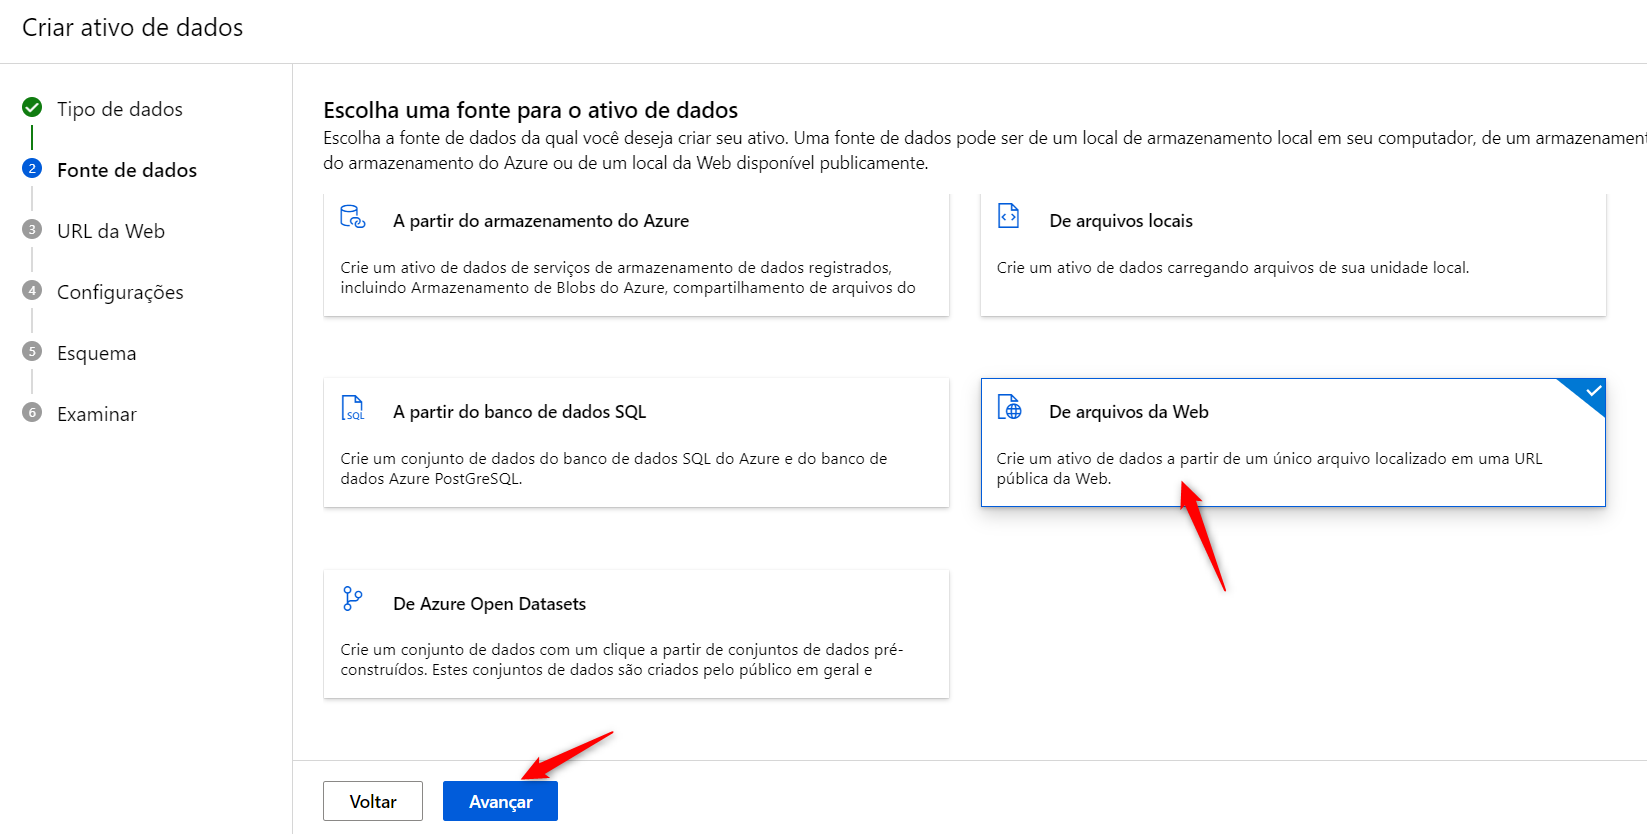 Criar ativo de dados
Tipo de dados
2
Fonte de dados
3
URL da Web
4
Configurações
5
Esquema
6
Examinar
Escolha uma fonte para o ativo de dados
Escolha a fonte de dados da qual você deseja criar seu ativo. Uma fonte de dados pode ser de um local de armazenamento local em seu computador, de um armazenament
do armazenamento do Azure ou de um local da Web disponível publicamente.
A partir do armazenamento do Azure
Crie um ativo de dados de serviços de armazenamento de dados registrados,
incluindo Armazenamento de Blobs do Azure, compartilhamento de arquivos do
De arquivos locais
Crie um ativo de dados carregando arquivos de sua unidade local.
SQL
A partir do banco de dados SQL
Crie um conjunto de dados do banco de dados SQL do Azure e do banco de
dados Azure PostGreSQL.
De arquivos da Web
Crie um ativo de dados a partir de um único arquivo localizado em uma URL
pública da Web.
De Azure Open Datasets
Crie um conjunto de dados com um clique a partir de conjuntos de dados pré-
construídos. Estes conjuntos de dados são criados pelo público em geral e
Voltar
Avançar